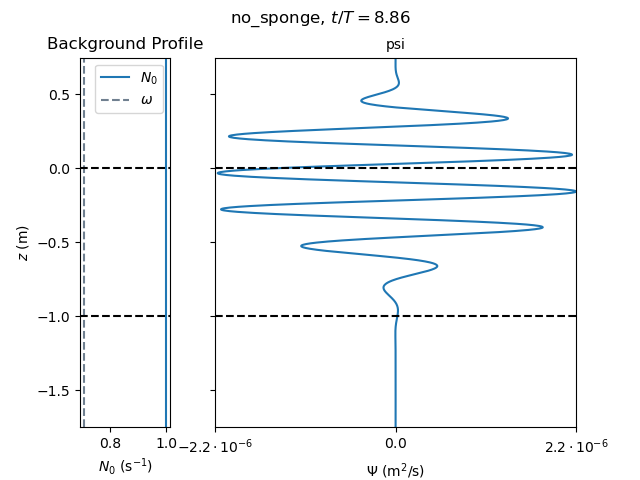 no_sponge, t/T = 8.86
Background Profile
psi
N₀
ω
0.5
0.0
−0.5
−1.0
−1.5
z (m)
0.8
1.0
N₀ (s⁻¹)
−2.2 · 10⁻⁶
0.0
2.2 · 10⁻⁶
Ψ (m²/s)